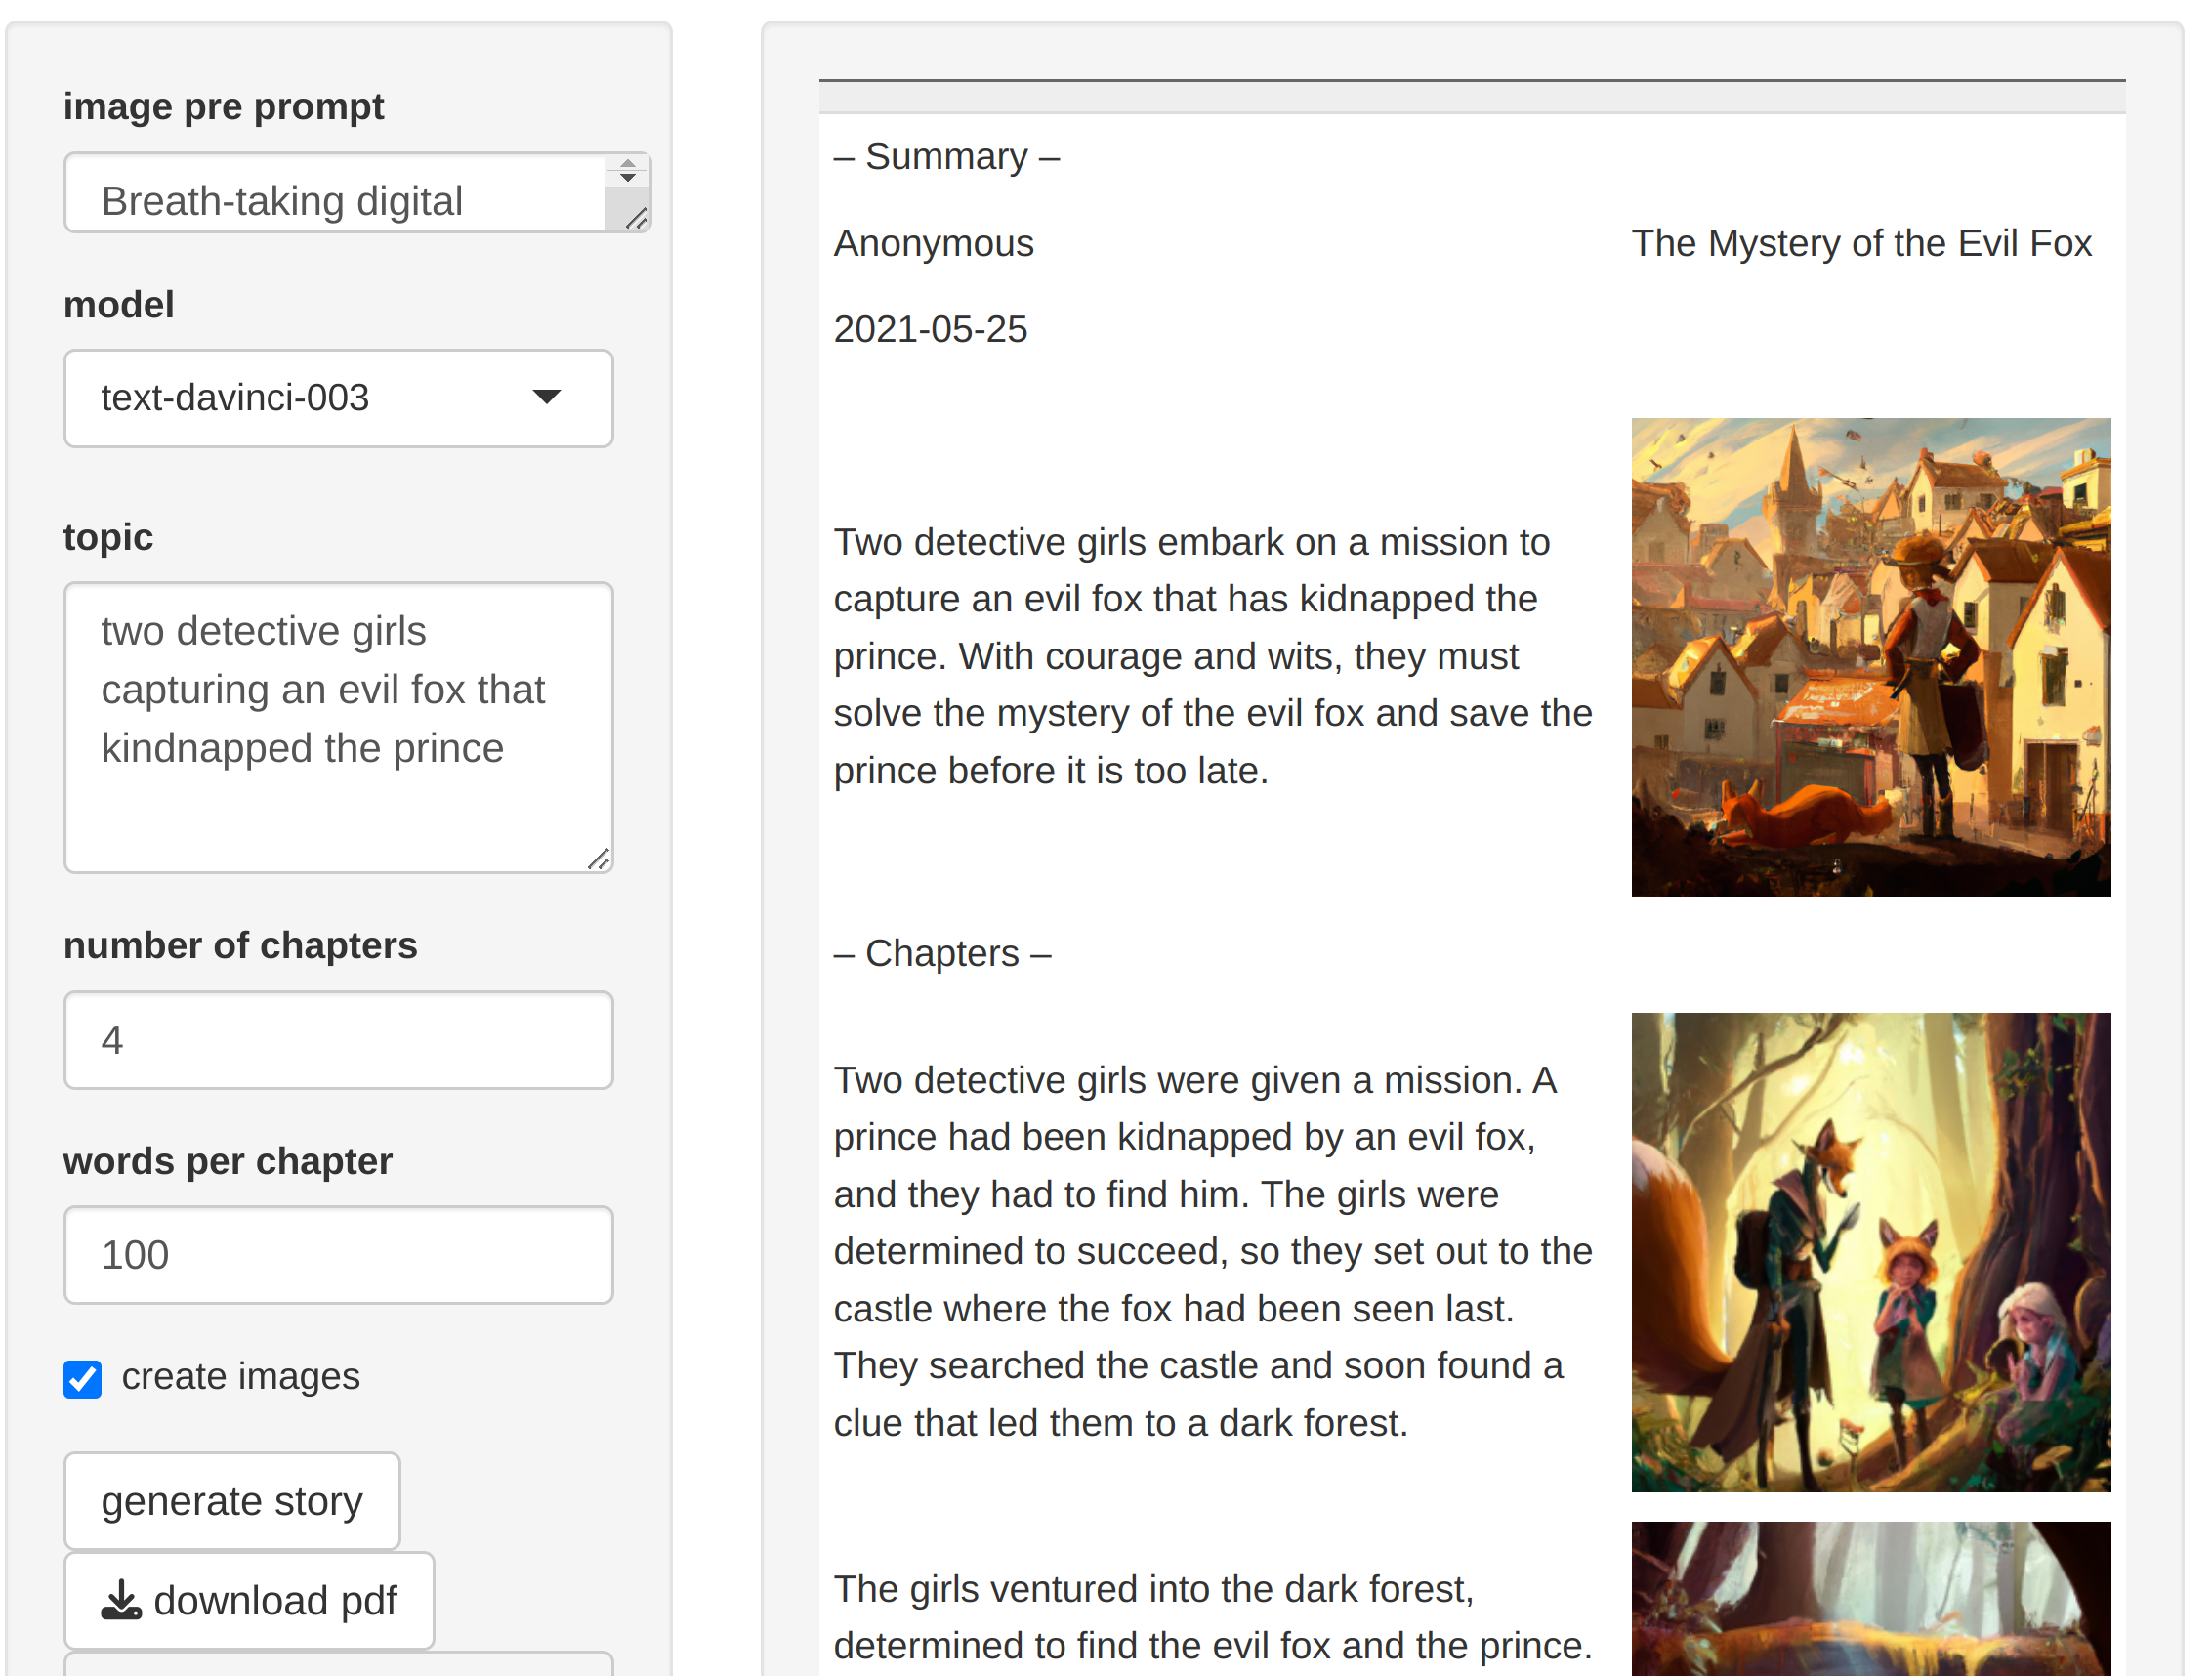 image pre prompt
Breath-taking digital
model
text-davinci-003
topic
two detective girls
capturing an evil fox that
kindnapped the prince
number of chapters
4
words per chapter
100
create images
generate story
download pdf
– Summary –
Anonymous
The Mystery of the Evil Fox
2021-05-25
Two detective girls embark on a mission to
capture an evil fox that has kidnapped the
prince. With courage and wits, they must
solve the mystery of the evil fox and save the
prince before it is too late.
– Chapters –
Two detective girls were given a mission. A
prince had been kidnapped by an evil fox,
and they had to find him. The girls were
determined to succeed, so they set out to the
castle where the fox had been seen last.
They searched the castle and soon found a
clue that led them to a dark forest.
The girls ventured into the dark forest,
determined to find the evil fox and the prince.